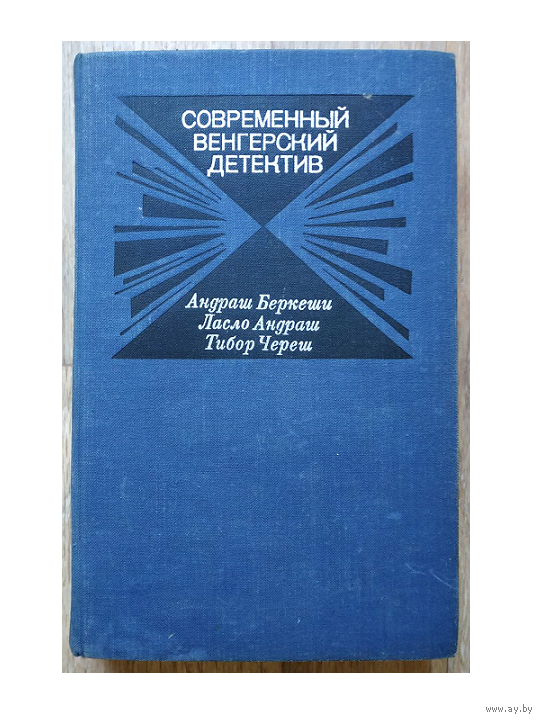 СОВРЕМЕННЫЙ
ВЕНГЕРСКИЙ
ДЕТЕКТИВ
Андраш Беркеши
Ласло Андраш
Тибор Череш
www.ay.by